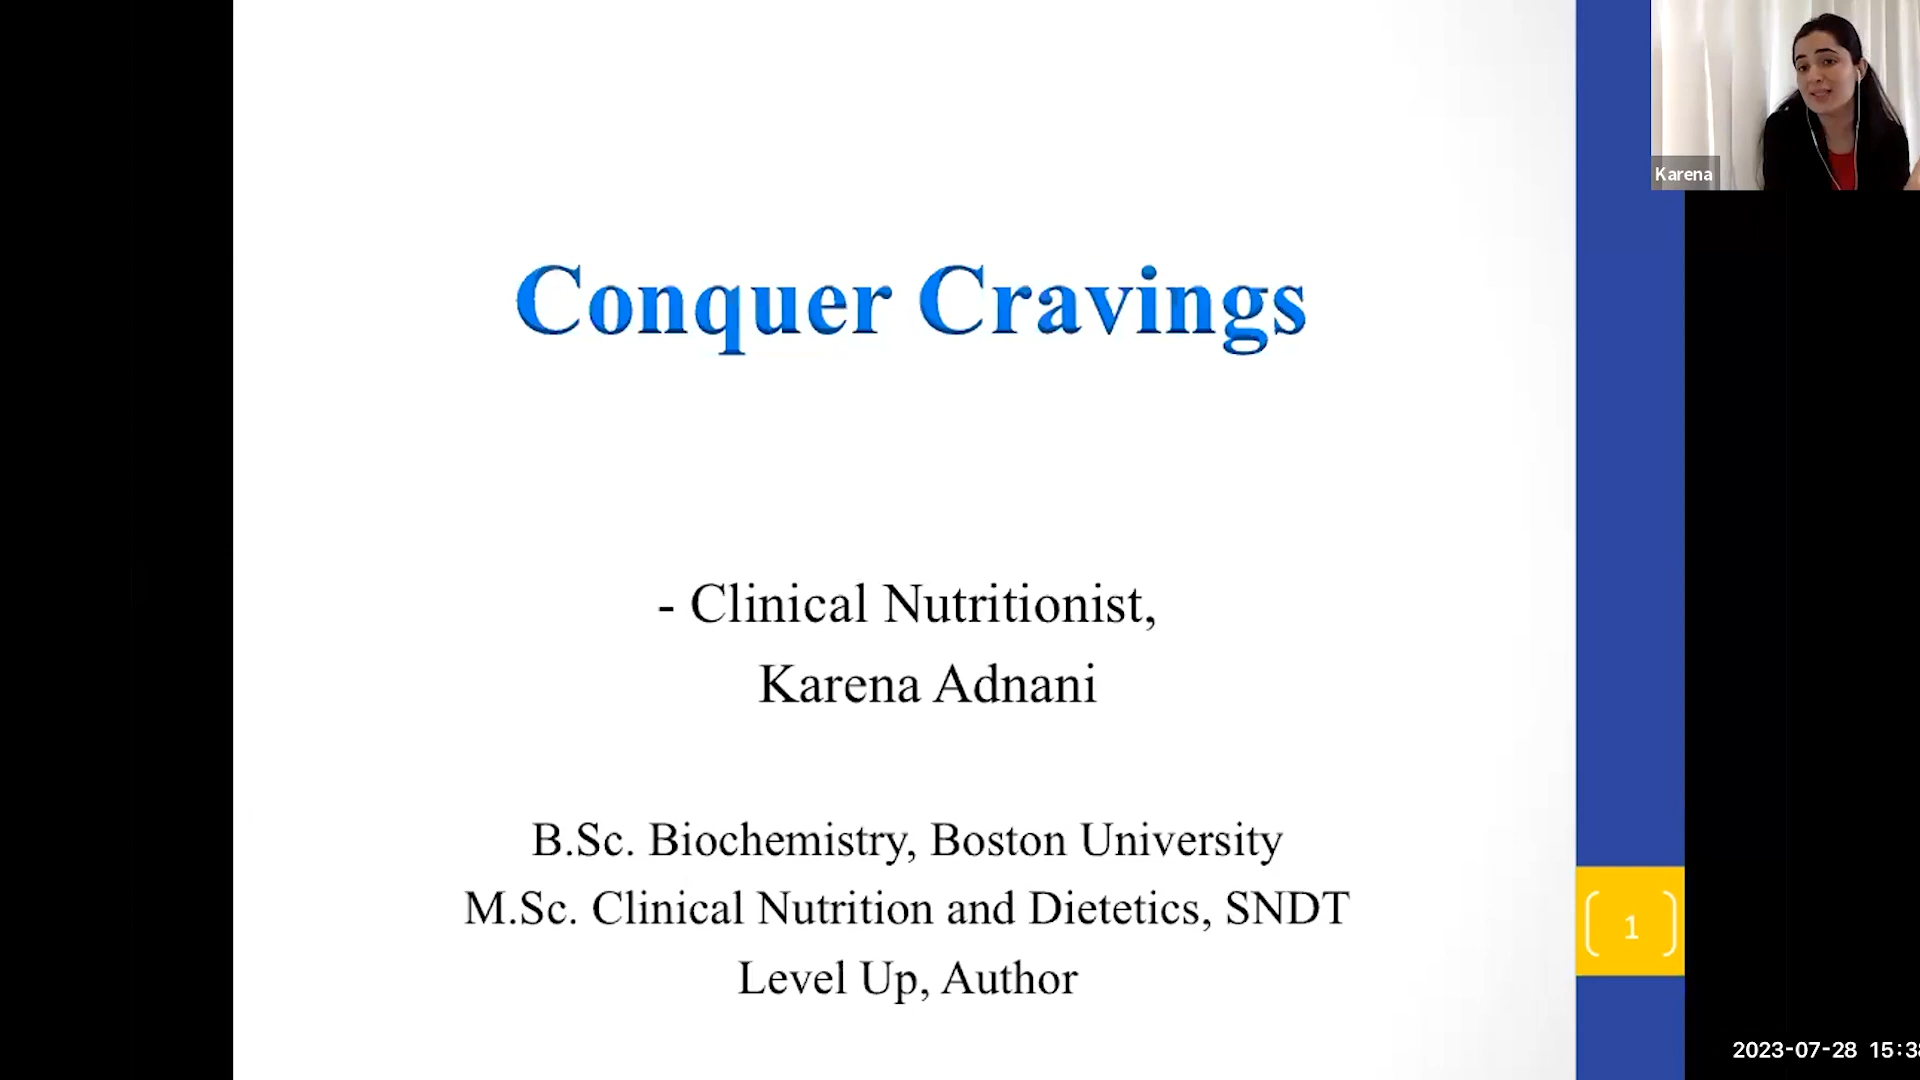 Karena
Conquer Cravings
- Clinical Nutritionist,
Karena Adnani
B.Sc. Biochemistry, Boston University
M.Sc. Clinical Nutrition and Dietetics, SNDT
Level Up, Author
1
2023-07-28 15:3